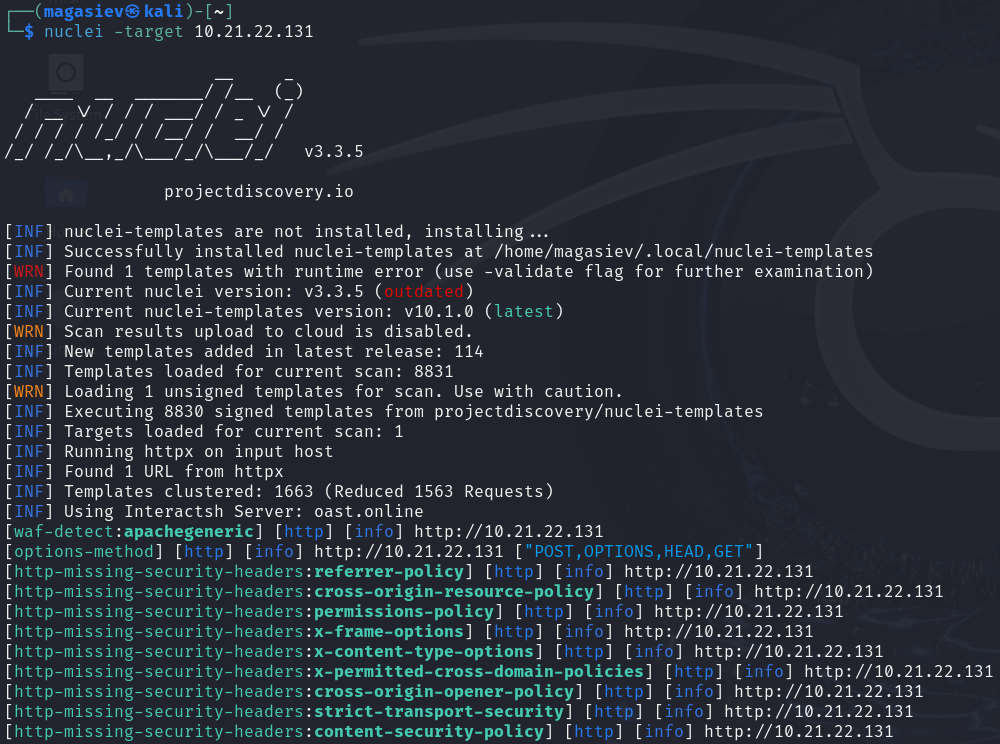 ┌──(magasiev㉿kali)-[~]
└─$ nuclei -target 10.21.22.131
                     __     _
   ____  __  _______/ /__  (_)
  / __ \/ / / / ___/ / _ \/ /
 / / / / /_/ / /__/ /  __/ /
/_/ /_/\__,_/\___/_/\___/_/   v3.3.5
projectdiscovery.io
[INF] nuclei-templates are not installed, installing...
[INF] Successfully installed nuclei-templates at /home/magasiev/.local/nuclei-templates
[WRN] Found 1 templates with runtime error (use -validate flag for further examination)
[INF] Current nuclei version: v3.3.5 (outdated)
[INF] Current nuclei-templates version: v10.1.0 (latest)
[WRN] Scan results upload to cloud is disabled.
[INF] New templates added in latest release: 114
[INF] Templates loaded for current scan: 8831
[WRN] Loading 1 unsigned templates for scan. Use with caution.
[INF] Executing 8830 signed templates from projectdiscovery/nuclei-templates
[INF] Targets loaded for current scan: 1
[INF] Running httpx on input host
[INF] Found 1 URL from httpx
[INF] Templates clustered: 1663 (Reduced 1563 Requests)
[INF] Using Interactsh Server: oast.online
[waf-detect:apachegeneric] [http] [info] http://10.21.22.131
[options-method] [http] [info] http://10.21.22.131 ["POST,OPTIONS,HEAD,GET"]
[http-missing-security-headers:referrer-policy] [http] [info] http://10.21.22.131
[http-missing-security-headers:cross-origin-resource-policy] [http] [info] http://10.21.22.131
[http-missing-security-headers:permissions-policy] [http] [info] http://10.21.22.131
[http-missing-security-headers:x-frame-options] [http] [info] http://10.21.22.131
[http-missing-security-headers:x-content-type-options] [http] [info] http://10.21.22.131
[http-missing-security-headers:x-permitted-cross-domain-policies] [http] [info] http://10.21.22.131
[http-missing-security-headers:cross-origin-opener-policy] [http] [info] http://10.21.22.131
[http-missing-security-headers:strict-transport-security] [http] [info] http://10.21.22.131
[http-missing-security-headers:content-security-policy] [http] [info] http://10.21.22.131